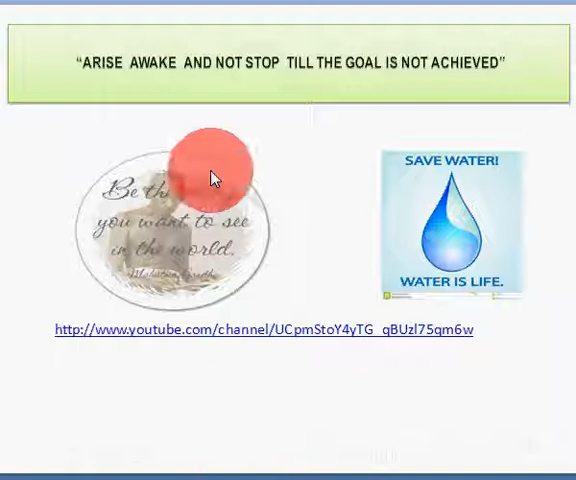 “ARISE AWAKE AND NOT STOP TILL THE GOAL IS NOT ACHIEVED”
SAVE WATER!
Be
you want to see
in the world.
WATER IS LIFE.
http://www.youtube.com/channel/UCpmStoY4yTG_qBUzl75qm6w